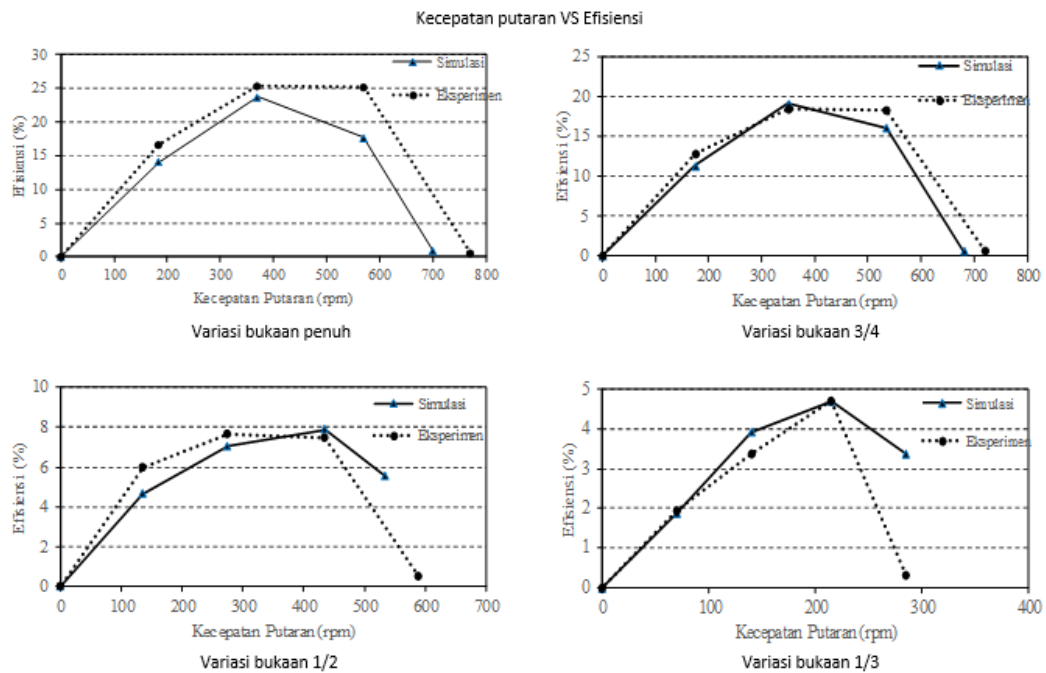 Kecepatan putaran VS Efisiensi
30
25
20
15
10
5
0
Efisiensi (%)
Simulasi
Eksperimen
0 100 200 300 400 500 600 700 800
Kecepatan Putaran (rpm)
Variasi bukaan penuh
25
20
15
10
5
0
Efisiensi (%)
Simulasi
Eksperimen
0 100 200 300 400 500 600 700 800
Kecepatan Putaran (rpm)
Variasi bukaan 3/4
10
8
6
4
2
0
Efisiensi (%)
Simulasi
Eksperimen
0 100 200 300 400 500 600 700
Kecepatan Putaran (rpm)
Variasi bukaan 1/2
5
4
3
2
1
0
Efisiensi (%)
Simulasi
Eksperimen
0 100 200 300 400
Kecepatan Putaran (rpm)
Variasi bukaan 1/3